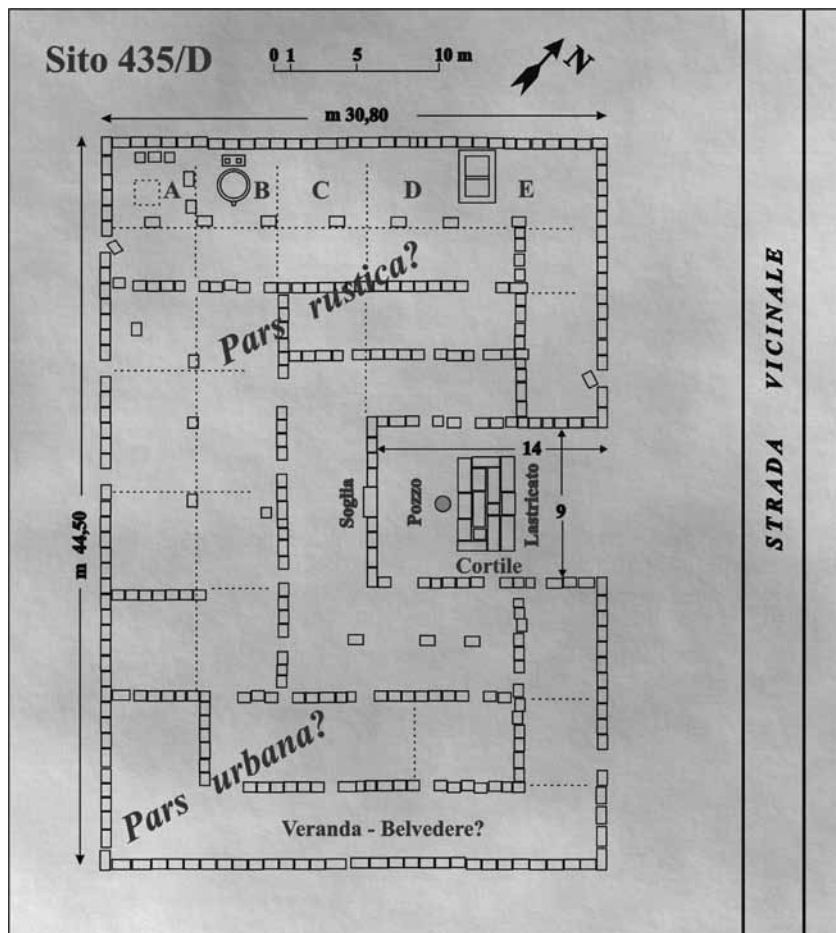 Sito 435/D
0 1 5 10 m
N
m 30,80
A B C D E
Pars rustica?
STRADA VICINALE
m 44,50
14
Soglia
Pozzo
Lastricato
9
Cortile
Pars urbana?
Veranda - Belvedere?